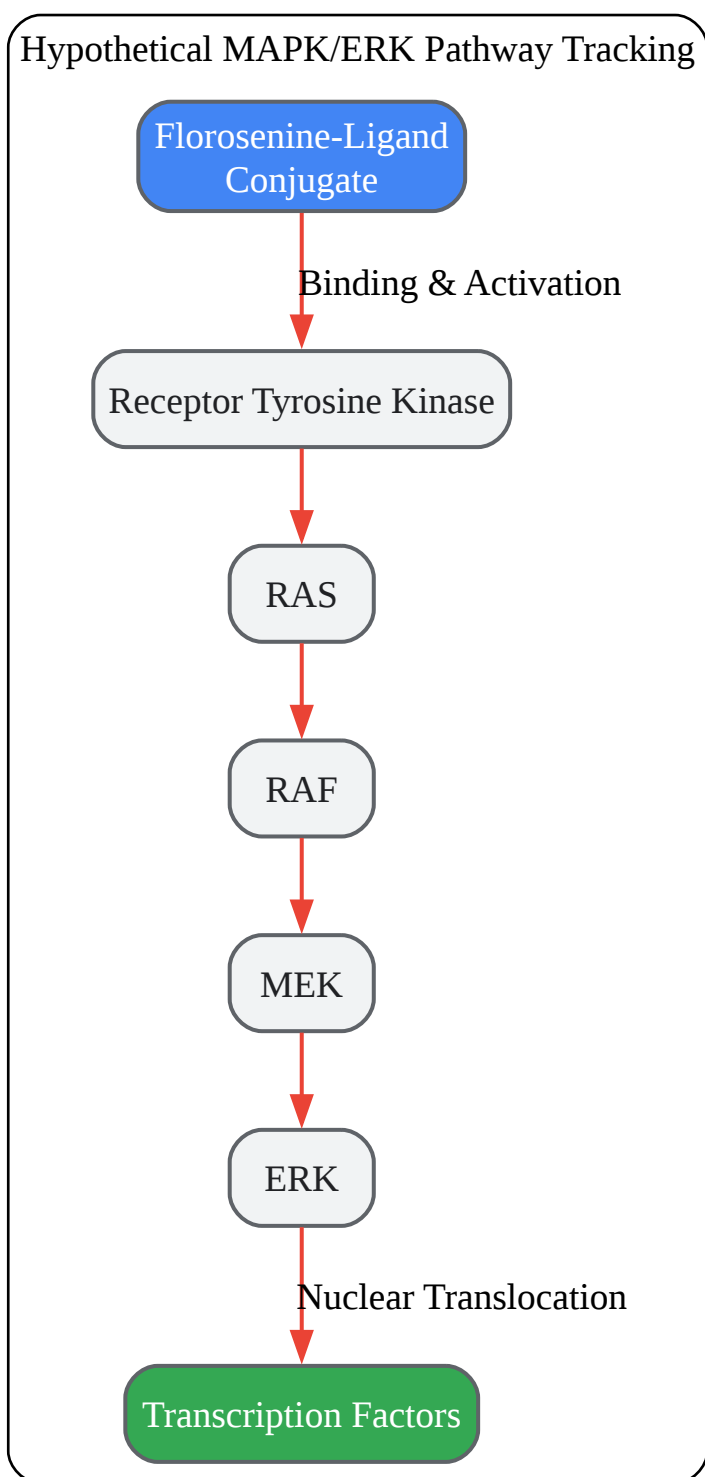 Hypothetical MAPK/ERK Pathway Tracking
Florosenine-Ligand
Conjugate
Binding & Activation
Receptor Tyrosine Kinase
RAS
RAF
MEK
ERK
Nuclear Translocation
Transcription Factors